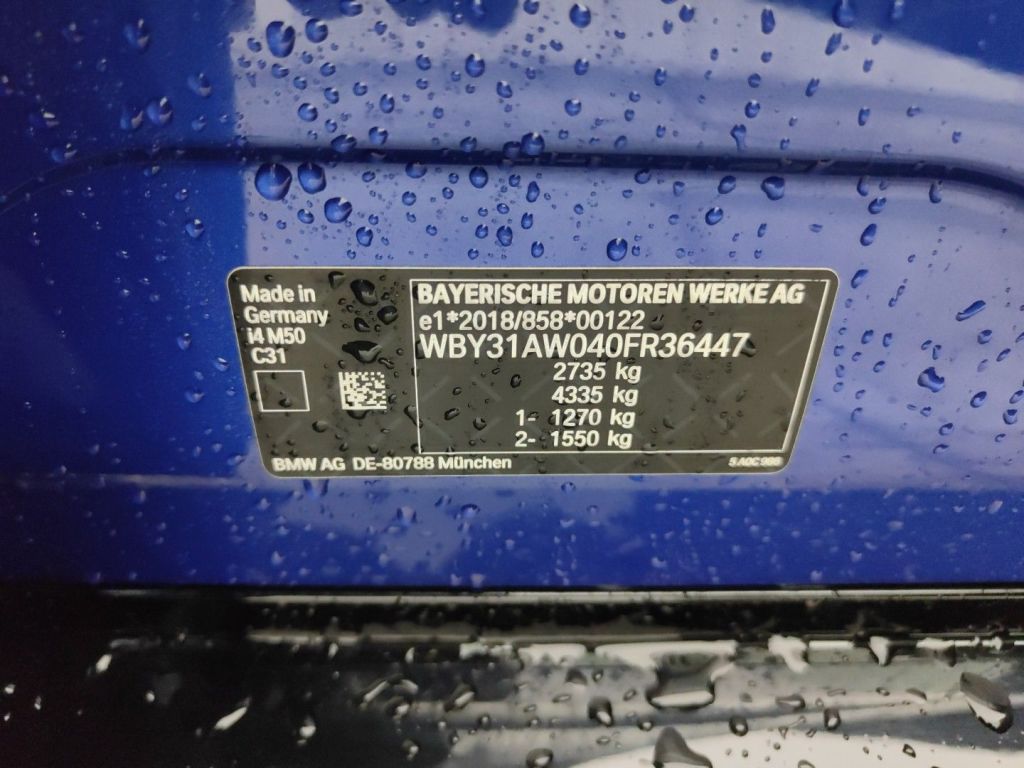 Made in
Germany
i4 M50
C31
BAYERISCHE MOTOREN WERKE AG
e1*2018/858*00122
WBY31AW040FR36447
2735 kg
4335 kg
1- 1270 kg
2- 1550 kg
BMW AG DE-80788 München